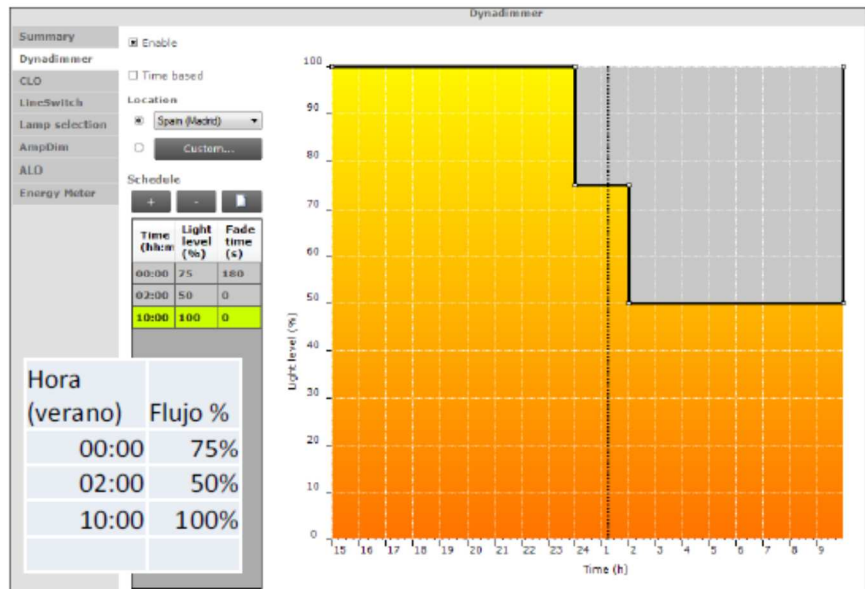 Dynadimmer
Summary
Dynadimmer
CLO
LineSwitch
Lamp selection
AmpDim
ALO
Energy Meter
Enable
Time based
Location
Spain (Madrid)
Custom...
Schedule
+ -
Time (hh:m Light level (%) Fade time (s)
00:00 75 180
02:00 50 0
10:00 100 0
Hora (verano) Flujo %
00:00 75%
02:00 50%
10:00 100%
Light level (%)
100
90
80
70
60
50
40
30
20
10
0
15 16 17 18 19 20 21 22 23 24 1 2 3 4 5 6 7 8 9
Time (h)